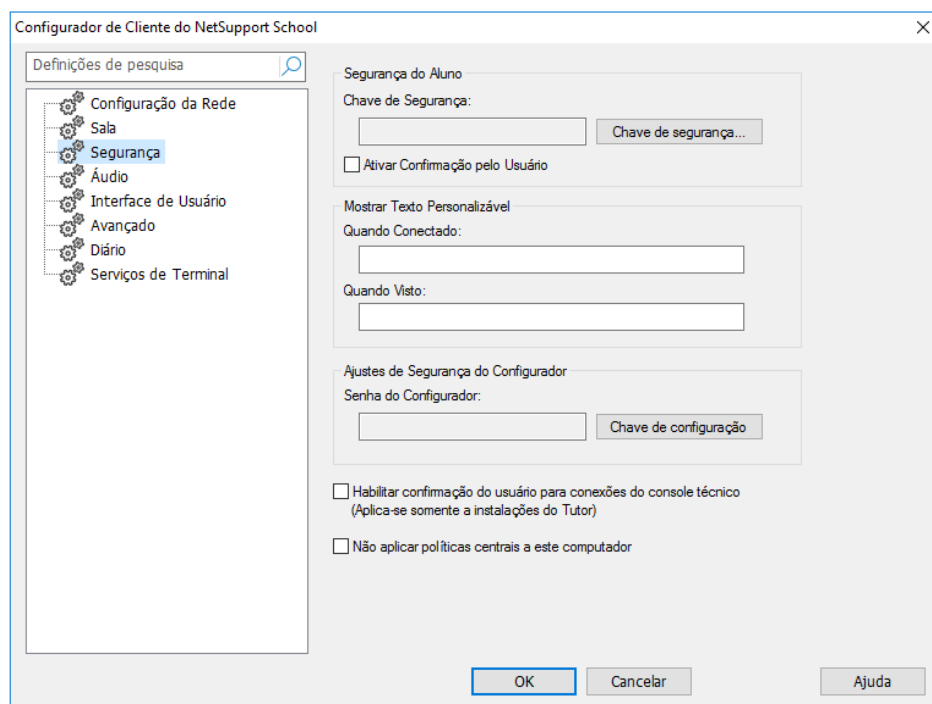 Configurador de Cliente do NetSupport School
Definições de pesquisa
Configuração da Rede
Sala
Segurança
Áudio
Interface de Usuário
Avançado
Diário
Serviços de Terminal
Segurança do Aluno
Chave de Segurança:
Chave de segurança...
Ativar Confirmação pelo Usuário
Mostrar Texto Personalizável
Quando Conectado:
Quando Visto:
Ajustes de Segurança do Configurador
Senha do Configurador:
Chave de configuração
Habilitar confirmação do usuário para conexões do console técnico
(Aplica-se somente a instalações do Tutor)
Não aplicar políticas centrais a este computador
OK
Cancelar
Ajuda